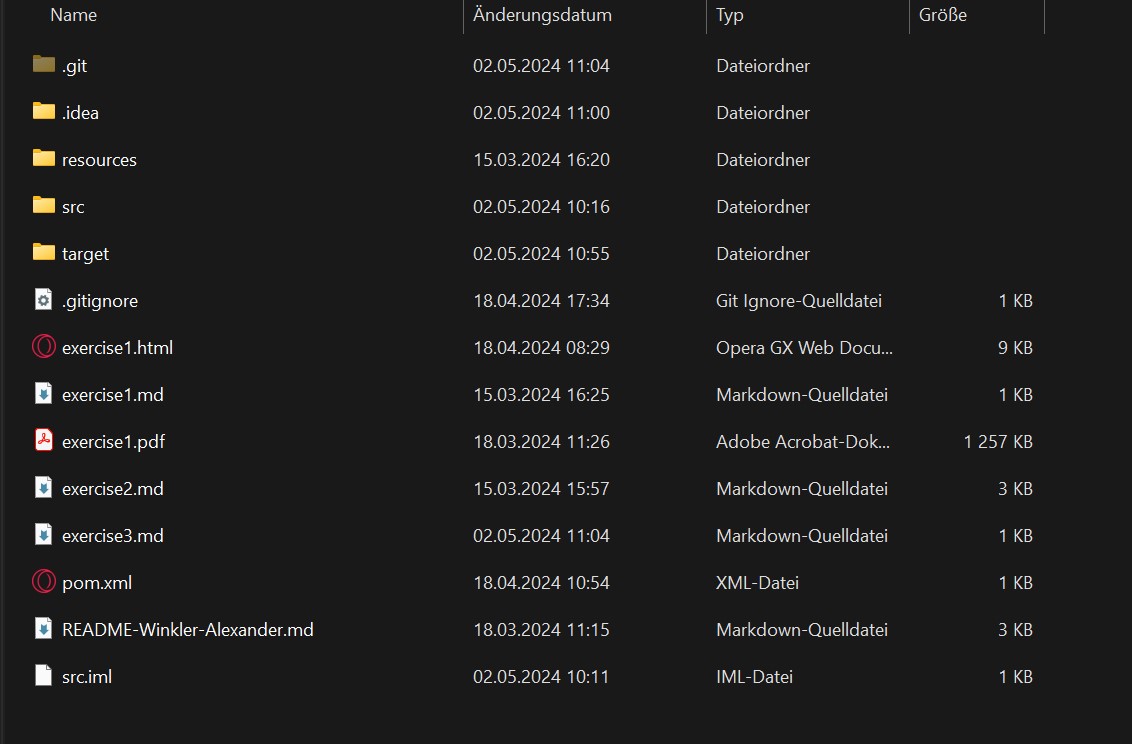 Name Änderungsdatum Typ Größe
.git 02.05.2024 11:04 Dateiordner
.idea 02.05.2024 11:00 Dateiordner
resources 15.03.2024 16:20 Dateiordner
src 02.05.2024 10:16 Dateiordner
target 02.05.2024 10:55 Dateiordner
.gitignore 18.04.2024 17:34 Git Ignore-Quelldatei 1 KB
exercise1.html 18.04.2024 08:29 Opera GX Web Docu... 9 KB
exercise1.md 15.03.2024 16:25 Markdown-Quelldatei 1 KB
exercise1.pdf 18.03.2024 11:26 Adobe Acrobat-Dok... 1 257 KB
exercise2.md 15.03.2024 15:57 Markdown-Quelldatei 3 KB
exercise3.md 02.05.2024 11:04 Markdown-Quelldatei 1 KB
pom.xml 18.04.2024 10:54 XML-Datei 1 KB
README-Winkler-Alexander.md 18.03.2024 11:15 Markdown-Quelldatei 3 KB
src.iml 02.05.2024 10:11 IML-Datei 1 KB